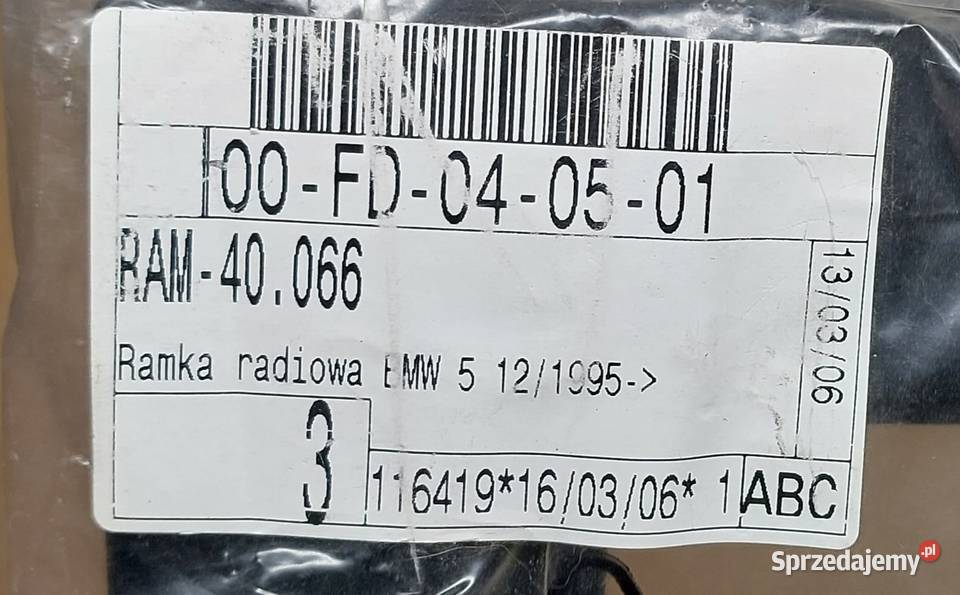 00-FD-04-05-01
RAM-40.066
13/03/06
Ramka radiowa BMW 5 12/1995->
3
116419*16/03/06* 1
ABC
Sprzedajemy.pl